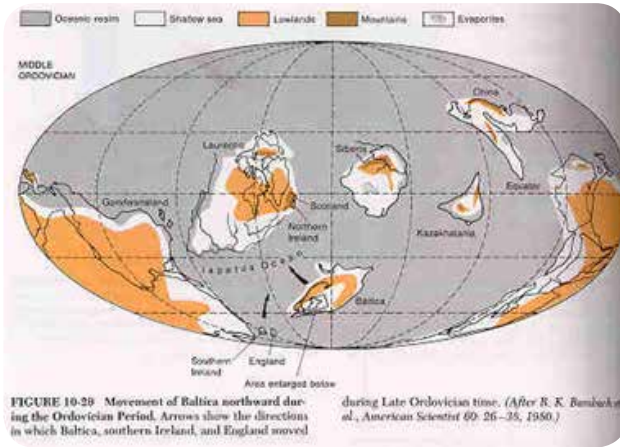 Oceanic realm Shallow sea Lowlands Mountains Evaporites
MIDDLE
ORDOVICIAN
China
Laurentia
Siberia
Equator
Gondwanaland
Scotland
Northern
Ireland
Kazakhstania
Iapetus Ocean
Baltica
Southern
Ireland
England
Area enlarged below
FIGURE 10-29 Movement of Baltica northward dur-
ing the Ordovician Period. Arrows show the directions
in which Baltica, southern Ireland, and England moved
during Late Ordovician time. (After R. K. Bambach et
al., American Scientist 60: 26–38, 1980.)